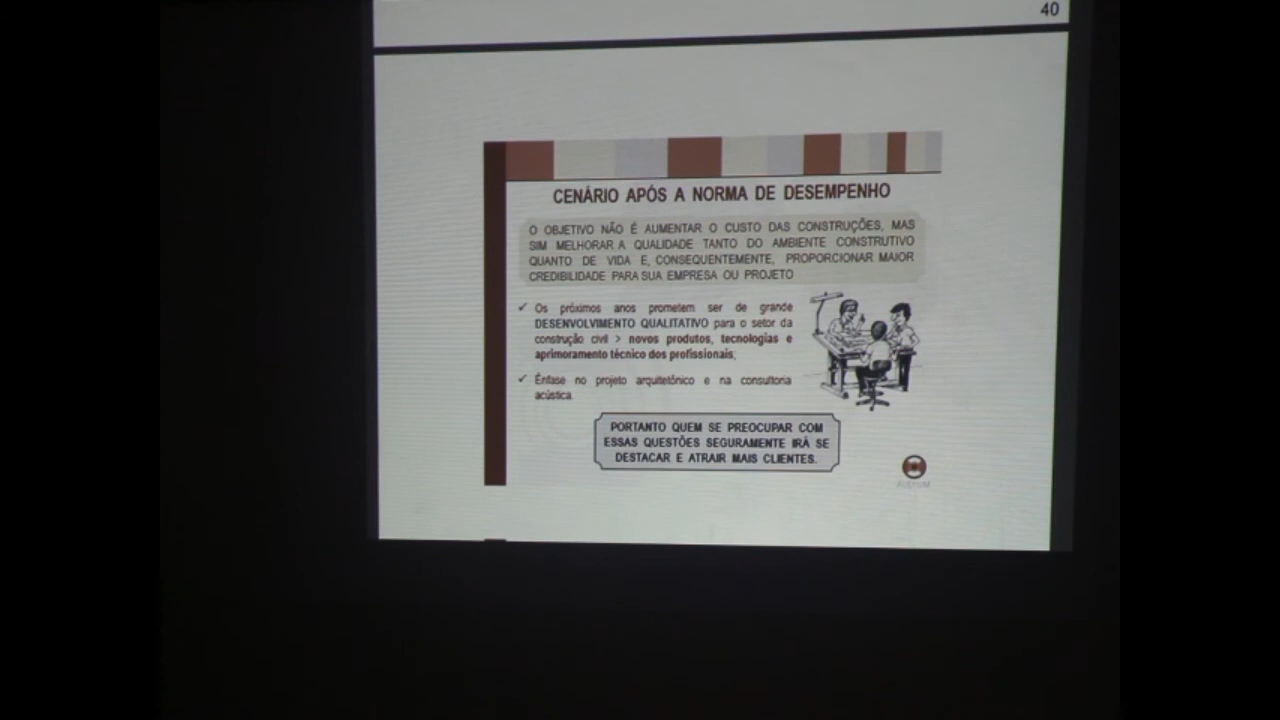 40
CENÁRIO APÓS A NORMA DE DESEMPENHO
O OBJETIVO NÃO É AUMENTAR O CUSTO DAS CONSTRUÇÕES, MAS
SIM MELHORAR A QUALIDADE TANTO DO AMBIENTE CONSTRUTIVO
QUANTO DE VIDA E, CONSEQUENTEMENTE, PROPORCIONAR MAIOR
CREDIBILIDADE PARA SUA EMPRESA OU PROJETO
✓ Os próximos anos prometem ser de grande
DESENVOLVIMENTO QUALITATIVO para o setor da
construção civil > novos produtos, tecnologias e
aprimoramento técnico dos profissionais;
✓ Ênfase no projeto arquitetônico e na consultoria
acústica.
PORTANTO QUEM SE PREOCUPAR COM
ESSAS QUESTÕES SEGURAMENTE IRÁ SE
DESTACAR E ATRAIR MAIS CLIENTES.